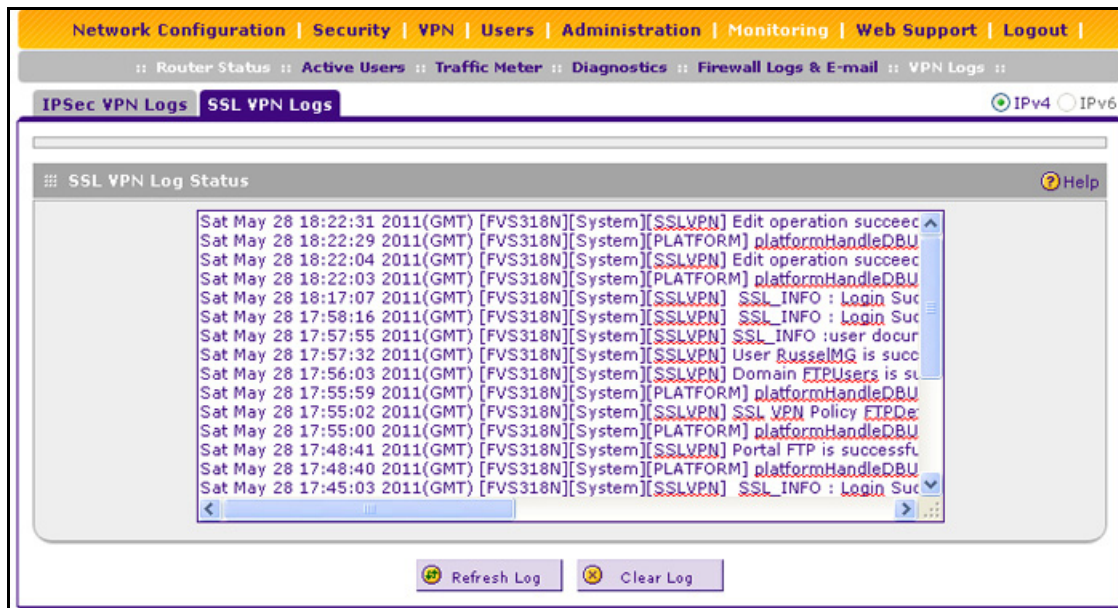 Network Configuration | Security | VPN | Users | Administration | Monitoring | Web Support | Logout |
:: Router Status :: Active Users :: Traffic Meter :: Diagnostics :: Firewall Logs & E-mail :: VPN Logs ::
IPSec VPN Logs SSL VPN Logs IPv4 IPv6
SSL VPN Log Status ? Help
Sat May 28 18:22:31 2011(GMT) [FVS318N][System][SSLVPN] Edit operation succeed
Sat May 28 18:22:29 2011(GMT) [FVS318N][System][PLATFORM] platformHandleDBU
Sat May 28 18:22:04 2011(GMT) [FVS318N][System][SSLVPN] Edit operation succeed
Sat May 28 18:22:03 2011(GMT) [FVS318N][System][PLATFORM] platformHandleDBU
Sat May 28 18:17:07 2011(GMT) [FVS318N][System][SSLVPN] SSL_INFO : Login Suc
Sat May 28 17:58:16 2011(GMT) [FVS318N][System][SSLVPN] SSL_INFO : Login Suc
Sat May 28 17:57:55 2011(GMT) [FVS318N][System][SSLVPN] SSL_INFO :user docum
Sat May 28 17:57:32 2011(GMT) [FVS318N][System][SSLVPN] User RusselMG is succ
Sat May 28 17:56:03 2011(GMT) [FVS318N][System][SSLVPN] Domain FTPUsers is su
Sat May 28 17:55:59 2011(GMT) [FVS318N][System][PLATFORM] platformHandleDBU
Sat May 28 17:55:02 2011(GMT) [FVS318N][System][SSLVPN] SSL VPN Policy FTPDe
Sat May 28 17:55:00 2011(GMT) [FVS318N][System][PLATFORM] platformHandleDBU
Sat May 28 17:48:41 2011(GMT) [FVS318N][System][SSLVPN] Portal FTP is successfu
Sat May 28 17:48:40 2011(GMT) [FVS318N][System][PLATFORM] platformHandleDBU
Sat May 28 17:45:03 2011(GMT) [FVS318N][System][SSLVPN] SSL_INFO : Login Suc
Refresh Log Clear Log